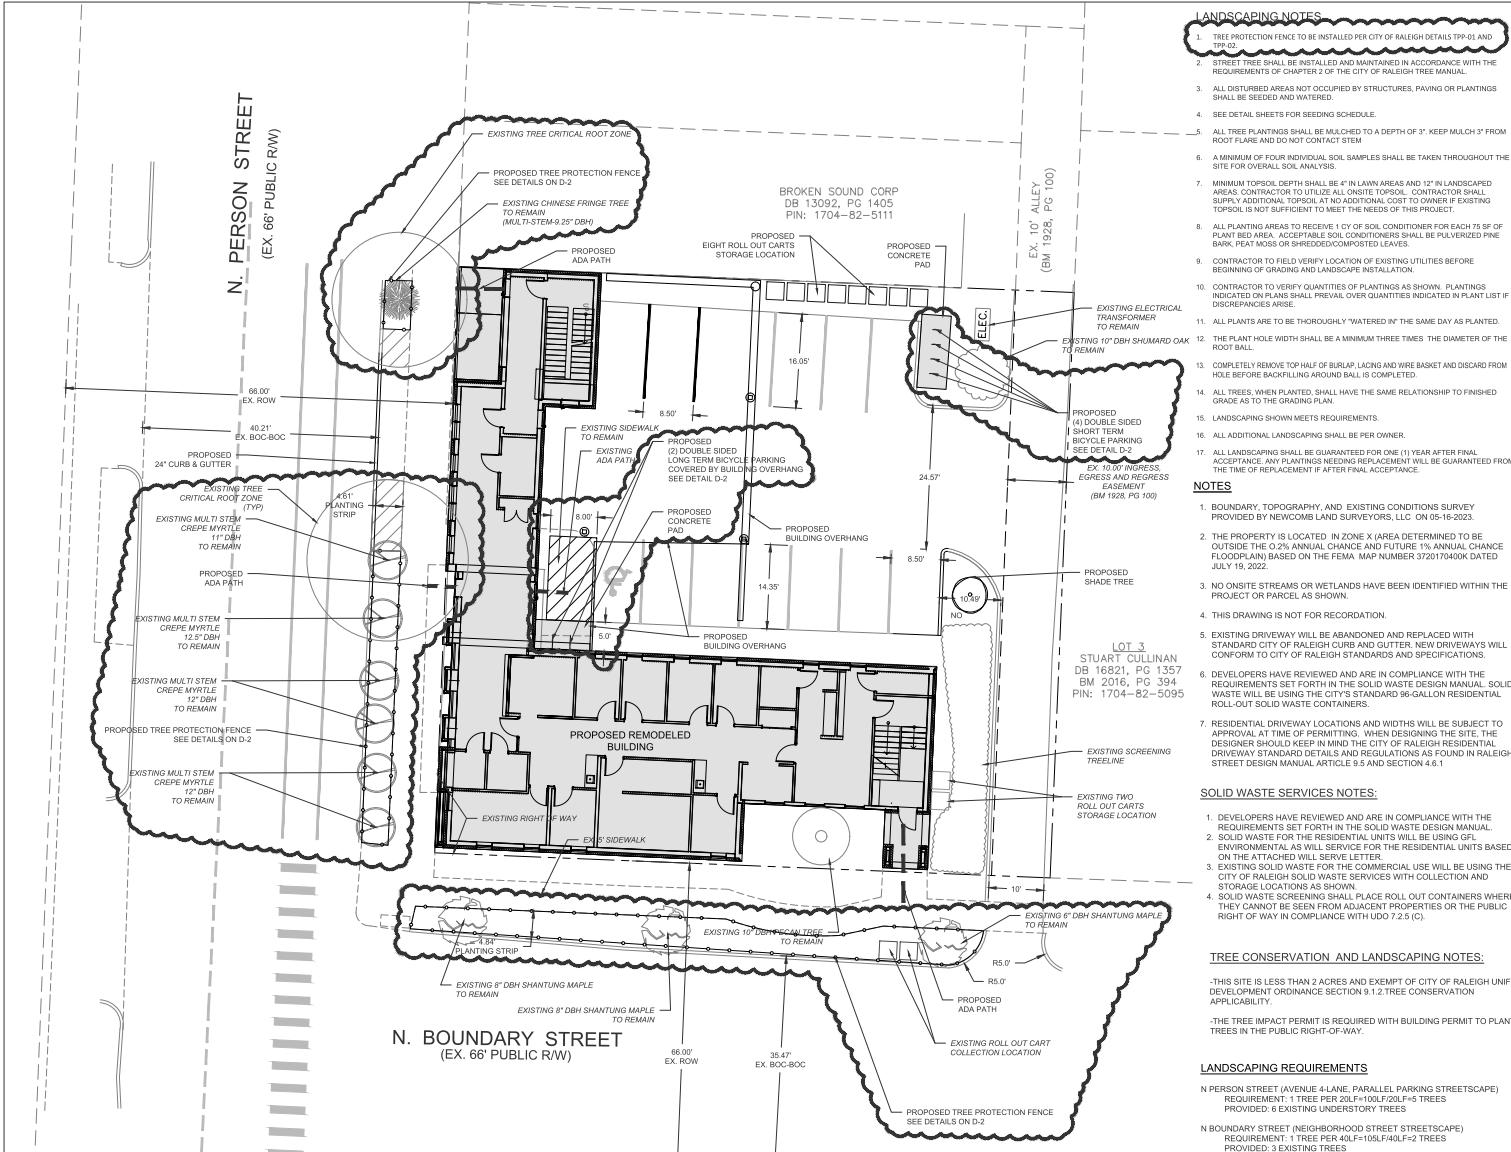 LANDSCAPING NOTES
1. TREE PROTECTION FENCE TO BE INSTALLED PER CITY OF RALEIGH DETAILS TPP-01 AND
TPP-02.
2. STREET TREE SHALL BE INSTALLED AND MAINTAINED IN ACCORDANCE WITH THE
REQUIREMENTS OF CHAPTER 2 OF THE CITY OF RALEIGH TREE MANUAL.
3. ALL DISTURBED AREAS NOT OCCUPIED BY STRUCTURES, PAVING OR PLANTINGS
SHALL BE SEEDED AND WATERED.
4. SEE DETAIL SHEETS FOR SEEDING SCHEDULE.
5. ALL TREE PLANTINGS SHALL BE MULCHED TO A DEPTH OF 3". KEEP MULCH 3" FROM
ROOT FLARE AND DO NOT CONTACT STEM
6. A MINIMUM OF FOUR INDIVIDUAL SOIL SAMPLES SHALL BE TAKEN THROUGHOUT THE
SITE FOR OVERALL SOIL ANALYSIS.
7. MINIMUM TOPSOIL DEPTH SHALL BE 4" IN LAWN AREAS AND 12" IN LANDSCAPED
AREAS. CONTRACTOR TO UTILIZE ALL ONSITE TOPSOIL. CONTRACTOR SHALL
SUPPLY ADDITIONAL TOPSOIL AT NO ADDITIONAL COST TO OWNER IF EXISTING
TOPSOIL IS NOT SUFFICIENT TO MEET THE NEEDS OF THIS PROJECT.
8. ALL PLANTING AREAS TO RECEIVE 1 CY OF SOIL CONDITIONER FOR EACH 75 SF OF
PLANT BED AREA. ACCEPTABLE SOIL CONDITIONERS SHALL BE PULVERIZED PINE
BARK, PEAT MOSS OR SHREDDED/COMPOSTED LEAVES.
9. CONTRACTOR TO FIELD VERIFY LOCATION OF EXISTING UTILITIES BEFORE
BEGINNING OF GRADING AND LANDSCAPE INSTALLATION.
10. CONTRACTOR TO VERIFY QUANTITIES OF PLANTINGS AS SHOWN. PLANTINGS
INDICATED ON PLANS SHALL PREVAIL OVER QUANTITIES INDICATED IN PLANT LIST IF
DISCREPANCIES ARISE.
11. ALL PLANTS ARE TO BE THOROUGHLY "WATERED IN" THE SAME DAY AS PLANTED.
12. THE PLANT HOLE WIDTH SHALL BE A MINIMUM THREE TIMES THE DIAMETER OF THE
ROOT BALL.
13. COMPLETELY REMOVE TOP HALF OF BURLAP, LACING AND WIRE BASKET AND DISCARD FROM
HOLE BEFORE BACKFILLING AROUND BALL IS COMPLETED.
14. ALL TREES, WHEN PLANTED, SHALL HAVE THE SAME RELATIONSHIP TO FINISHED
GRADE AS TO THE GRADING PLAN.
15. LANDSCAPING SHOWN MEETS REQUIREMENTS.
16. ALL ADDITIONAL LANDSCAPING SHALL BE PER OWNER.
17. ALL LANDSCAPING SHALL BE GUARANTEED FOR ONE (1) YEAR AFTER FINAL
ACCEPTANCE. ANY PLANTINGS NEEDING REPLACEMENT WILL BE GUARANTEED FROM
THE TIME OF REPLACEMENT IF AFTER FINAL ACCEPTANCE.
NOTES
1. BOUNDARY, TOPOGRAPHY, AND EXISTING CONDITIONS SURVEY
PROVIDED BY NEWCOMB LAND SURVEYORS, LLC ON 05-16-2023.
2. THE PROPERTY IS LOCATED IN ZONE X (AREA DETERMINED TO BE
OUTSIDE THE O.2% ANNUAL CHANCE AND FUTURE 1% ANNUAL CHANCE
FLOODPLAIN) BASED ON THE FEMA MAP NUMBER 3720170400K DATED
JULY 19, 2022.
3. NO ONSITE STREAMS OR WETLANDS HAVE BEEN IDENTIFIED WITHIN THE
PROJECT OR PARCEL AS SHOWN.
4. THIS DRAWING IS NOT FOR RECORDATION.
5. EXISTING DRIVEWAY WILL BE ABANDONED AND REPLACED WITH
STANDARD CITY OF RALEIGH CURB AND GUTTER. NEW DRIVEWAYS WILL
CONFORM TO CITY OF RALEIGH STANDARDS AND SPECIFICATIONS.
6. DEVELOPERS HAVE REVIEWED AND ARE IN COMPLIANCE WITH THE
REQUIREMENTS SET FORTH IN THE SOLID WASTE DESIGN MANUAL. SOLID
WASTE WILL BE USING THE CITY'S STANDARD 96-GALLON RESIDENTIAL
ROLL-OUT SOLID WASTE CONTAINERS.
7. RESIDENTIAL DRIVEWAY LOCATIONS AND WIDTHS WILL BE SUBJECT TO
APPROVAL AT TIME OF PERMITTING. WHEN DESIGNING THE SITE, THE
DESIGNER SHOULD KEEP IN MIND THE CITY OF RALEIGH RESIDENTIAL
DRIVEWAY STANDARD DETAILS AND REGULATIONS AS FOUND IN RALEIGH
STREET DESIGN MANUAL ARTICLE 9.5 AND SECTION 4.6.1
SOLID WASTE SERVICES NOTES:
1. DEVELOPERS HAVE REVIEWED AND ARE IN COMPLIANCE WITH THE
REQUIREMENTS SET FORTH IN THE SOLID WASTE DESIGN MANUAL.
2. SOLID WASTE FOR THE RESIDENTIAL UNITS WILL BE USING GFL
ENVIRONMENTAL AS WILL SERVICE FOR THE RESIDENTIAL UNITS BASED
ON THE ATTACHED WILL SERVE LETTER.
3. EXISTING SOLID WASTE FOR THE COMMERCIAL USE WILL BE USING THE
CITY OF RALEIGH SOLID WASTE SERVICES WITH COLLECTION AND
STORAGE LOCATIONS AS SHOWN.
4. SOLID WASTE SCREENING SHALL PLACE ROLL OUT CONTAINERS WHERE
THEY CANNOT BE SEEN FROM ADJACENT PROPERTIES OR THE PUBLIC
RIGHT OF WAY IN COMPLIANCE WITH UDO 7.2.5 (C).
TREE CONSERVATION AND LANDSCAPING NOTES:
-THIS SITE IS LESS THAN 2 ACRES AND EXEMPT OF CITY OF RALEIGH UNIF
DEVELOPMENT ORDINANCE SECTION 9.1.2.TREE CONSERVATION
APPLICABILITY.
-THE TREE IMPACT PERMIT IS REQUIRED WITH BUILDING PERMIT TO PLANT
TREES IN THE PUBLIC RIGHT-OF-WAY.
LANDSCAPING REQUIREMENTS
N PERSON STREET (AVENUE 4-LANE, PARALLEL PARKING STREETSCAPE)
REQUIREMENT: 1 TREE PER 20LF=100LF/20LF=5 TREES
PROVIDED: 6 EXISTING UNDERSTORY TREES
N BOUNDARY STREET (NEIGHBORHOOD STREET STREETSCAPE)
REQUIREMENT: 1 TREE PER 40LF=105LF/40LF=2 TREES
PROVIDED: 3 EXISTING TREES
N. PERSON STREET
(EX. 66' PUBLIC R/W)
EXISTING TREE CRITICAL ROOT ZONE
PROPOSED TREE PROTECTION FENCE
SEE DETAILS ON D-2
EXISTING CHINESE FRINGE TREE
TO REMAIN
(MULTI-STEM-9.25" DBH)
PROPOSED
ADA PATH
BROKEN SOUND CORP
DB 13092, PG 1405
PIN: 1704-82-5111
PROPOSED
EIGHT ROLL OUT CARTS
STORAGE LOCATION
PROPOSED
CONCRETE
PAD
EX. 10' ALLEY
(BM 1928, PG 100)
ELEC.
EXISTING ELECTRICAL
TRANSFORMER
TO REMAIN
EXISTING 10" DBH SHUMARD OAK
TO REMAIN
PROPOSED
(4) DOUBLE SIDED
SHORT TERM
BICYCLE PARKING
SEE DETAIL D-2
EX. 10.00' INGRESS,
EGRESS AND REGRESS
EASEMENT
(BM 1928, PG 100)
66.00'
EX. ROW
40.21'
EX. BOC-BOC
PROPOSED
24" CURB & GUTTER
16.05'
8.50'
EXISTING SIDEWALK
TO REMAIN
EXISTING
ADA PATH
PROPOSED
(2) DOUBLE SIDED
LONG TERM BICYCLE PARKING
COVERED BY BUILDING OVERHANG
SEE DETAIL D-2
24.57'
EXISTING TREE
CRITICAL ROOT ZONE
(TYP)
4.61'
PLANTING
STRIP
EXISTING MULTI STEM
CREPE MYRTLE
11" DBH
TO REMAIN
8.00'
PROPOSED
CONCRETE
PAD
PROPOSED
BUILDING OVERHANG
8.50'
PROPOSED
ADA PATH
14.35'
PROPOSED
SHADE TREE
10.49'
NO
EXISTING MULTI STEM
CREPE MYRTLE
12.5" DBH
TO REMAIN
5.0'
PROPOSED
BUILDING OVERHANG
LOT 3
STUART CULLINAN
DB 16821, PG 1357
BM 2016, PG 394
PIN: 1704-82-5095
EXISTING MULTI STEM
CREPE MYRTLE
12" DBH
TO REMAIN
PROPOSED TREE PROTECTION FENCE
SEE DETAILS ON D-2
PROPOSED REMODELED
BUILDING
EXISTING SCREENING
TREELINE
EXISTING MULTI STEM
CREPE MYRTLE
12" DBH
TO REMAIN
EXISTING TWO
ROLL OUT CARTS
STORAGE LOCATION
EXISTING RIGHT OF WAY
EX. 5' SIDEWALK
10'
4.84'
PLANTING STRIP
EXISTING 10" DBH PECAN TREE
TO REMAIN
EXISTING 6" DBH SHANTUNG MAPLE
TO REMAIN
R5.0'
R5.0'
EXISTING 8" DBH SHANTUNG MAPLE
TO REMAIN
EXISTING 8" DBH SHANTUNG MAPLE
TO REMAIN
PROPOSED
ADA PATH
N. BOUNDARY STREET
(EX. 66' PUBLIC R/W)
66.00'
EX. ROW
35.47'
EX. BOC-BOC
EXISTING ROLL OUT CART
COLLECTION LOCATION
PROPOSED TREE PROTECTION FENCE
SEE DETAILS ON D-2